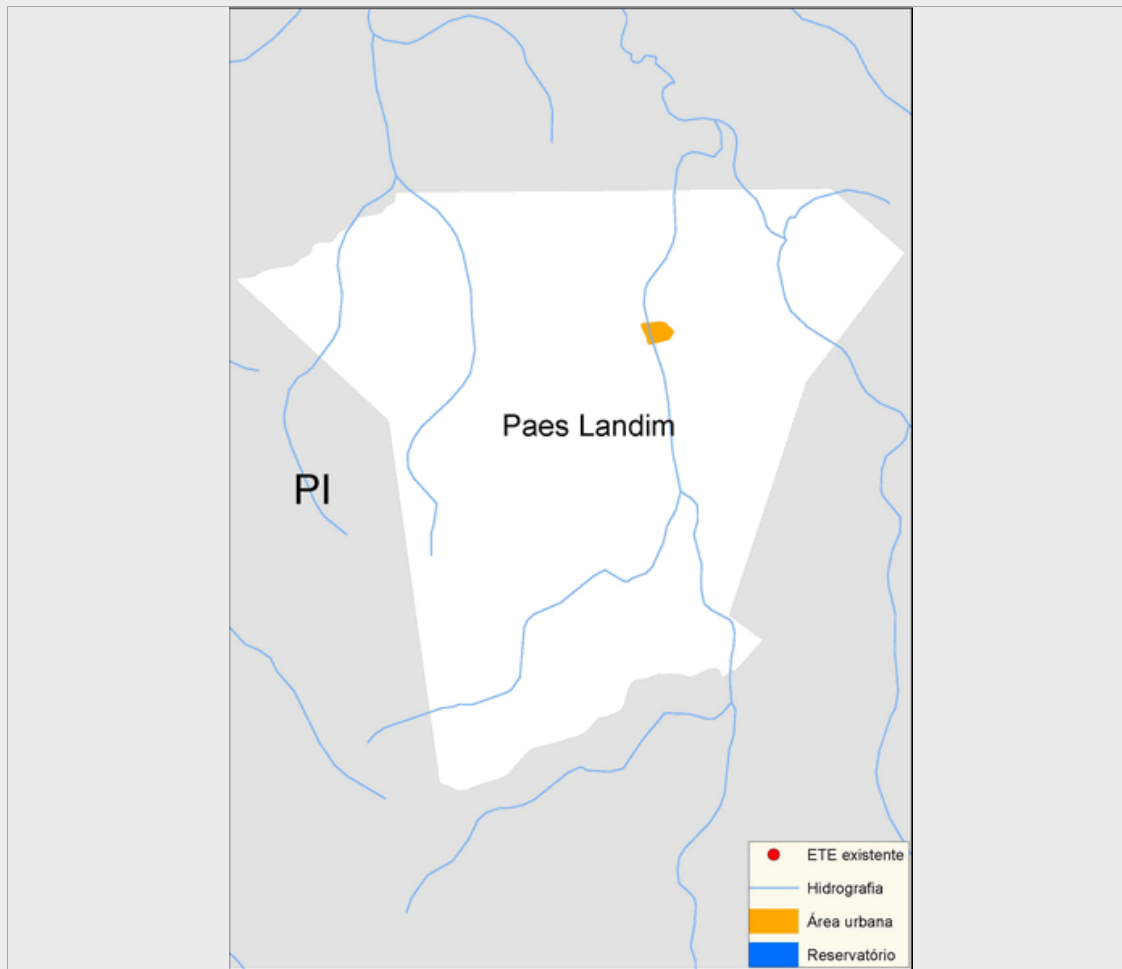 Paes Landim
PI
ETE existente
Hidrografia
Área urbana
Reservatório